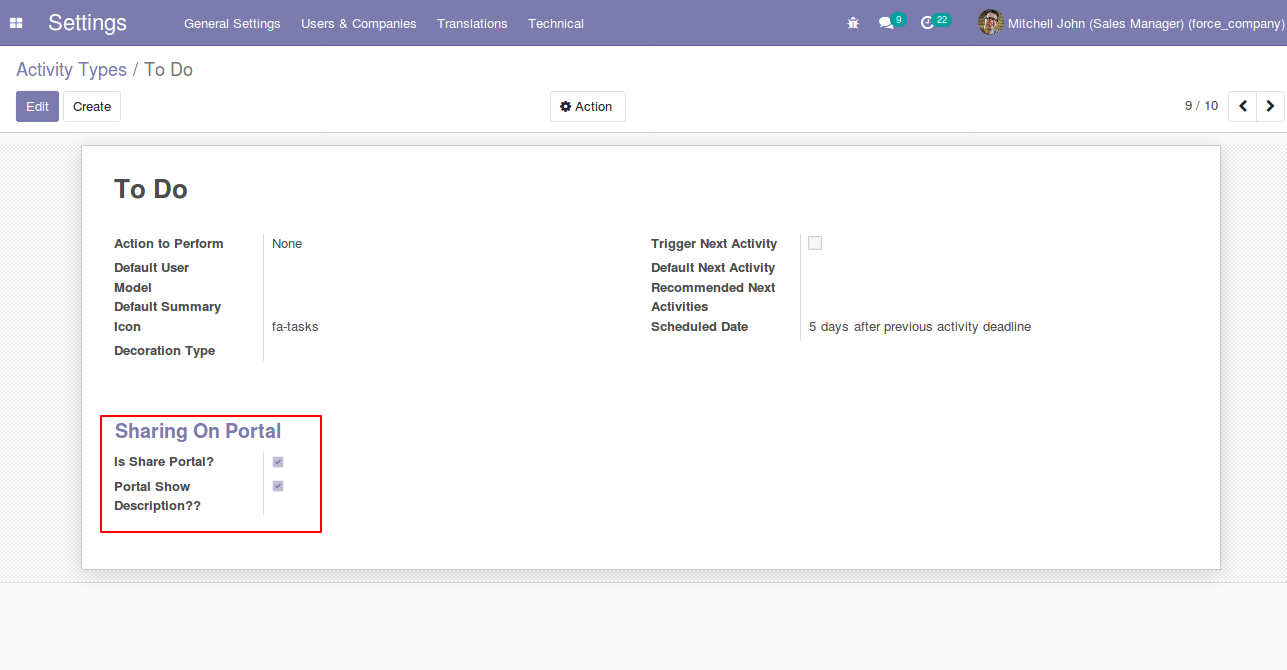 Settings General Settings Users & Companies Translations Technical 9 22 Mitchell John (Sales Manager) (force_company)
Activity Types / To Do
Edit Create Action 9 / 10
To Do
Action to Perform None
Default User
Model
Default Summary
Icon fa-tasks
Decoration Type
Trigger Next Activity
Default Next Activity
Recommended Next
Activities
Scheduled Date 5 days after previous activity deadline
Sharing On Portal
Is Share Portal?
Portal Show
Description??